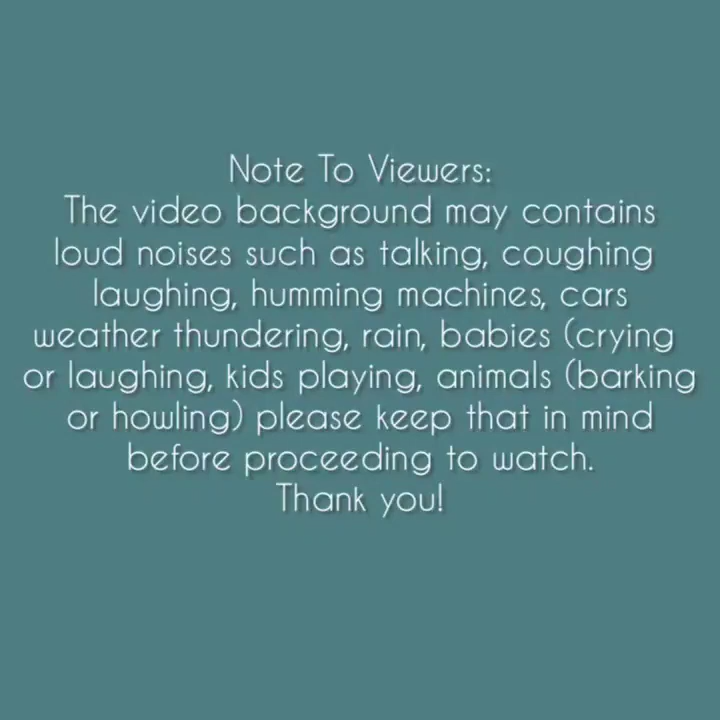 Note To Viewers:
The video background may contains
loud noises such as talking, coughing
laughing, humming machines, cars
weather thundering, rain, babies (crying
or laughing, kids playing, animals (barking
or howling) please keep that in mind
before proceeding to watch.
Thank you!